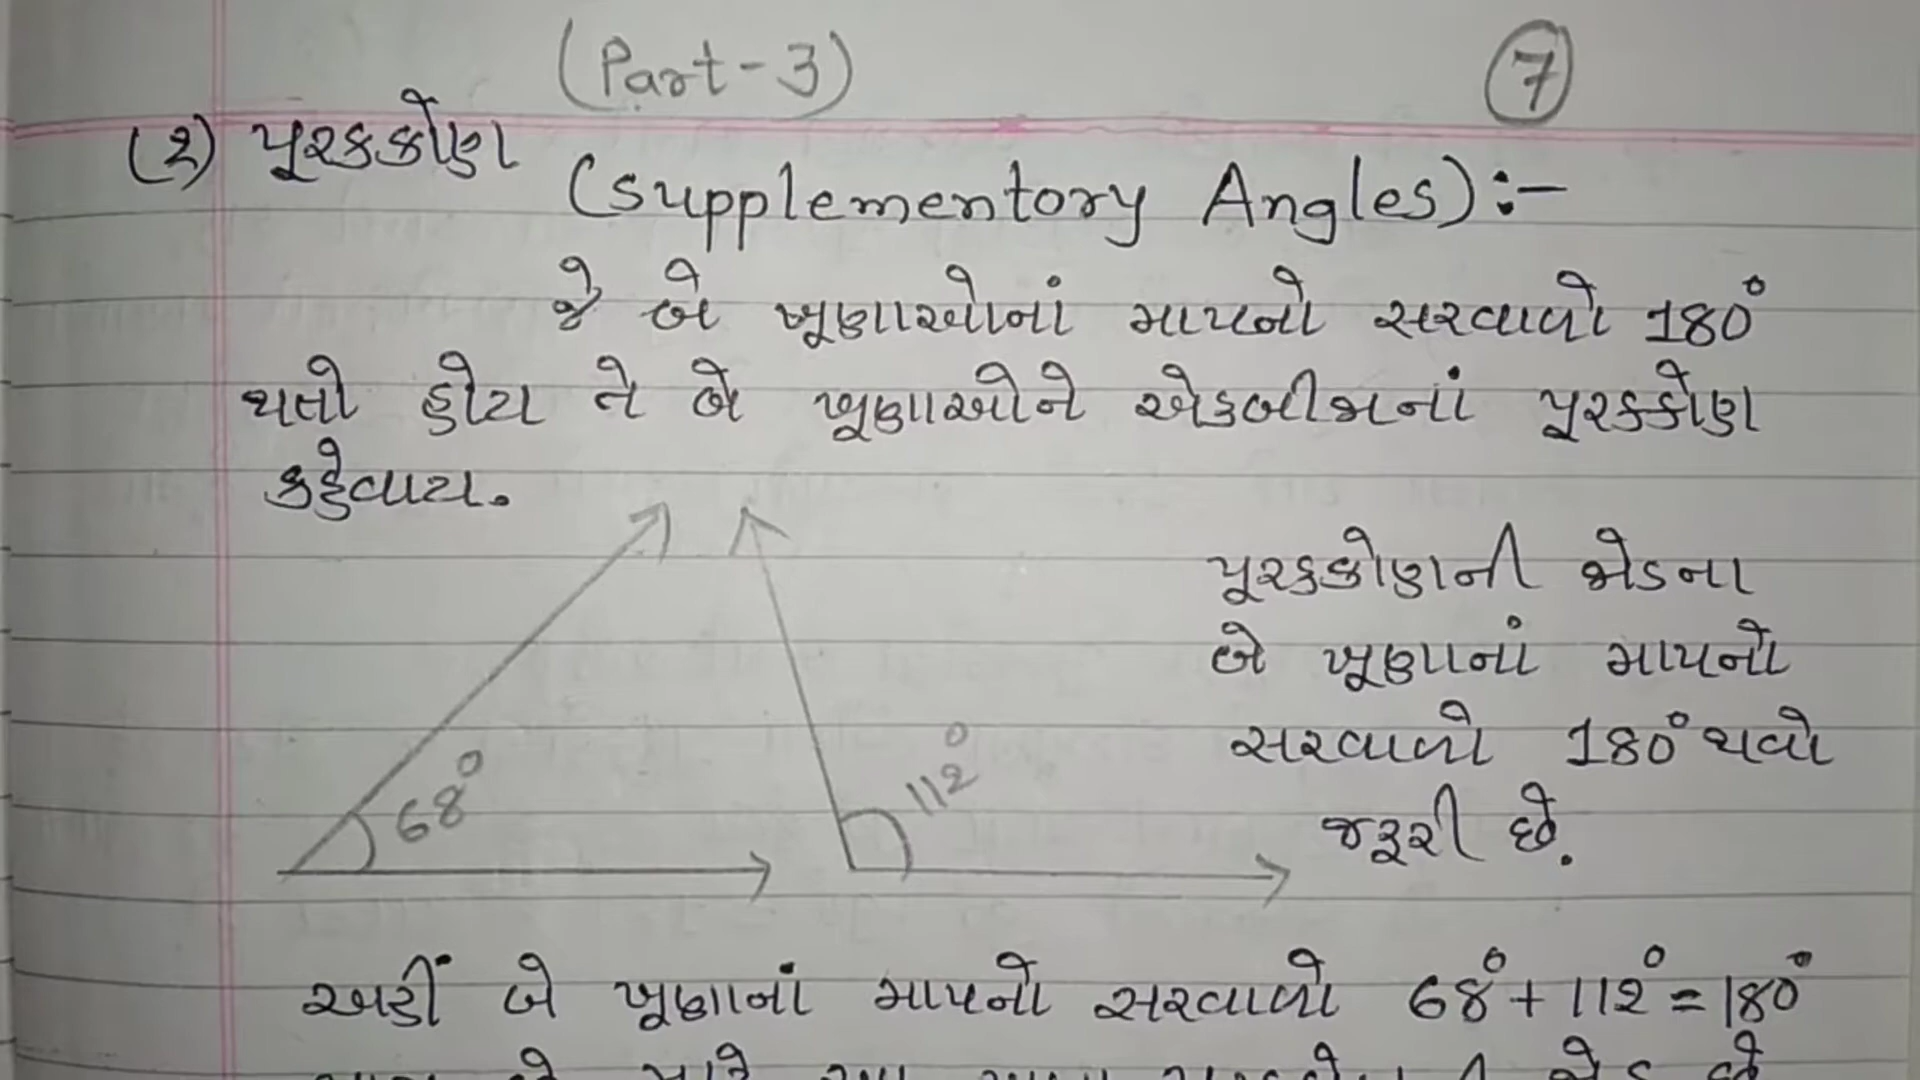 (Part-3)
7
(૨) પૂરકકોણ
(Supplementory Angles):-
જે બે ખૂણાઓનાં માપનો સરવાળો 180°
થતો હોય તે બે ખૂણાઓને એકબીજાનાં પૂરકકોણ
કહેવાય.
પૂરકકોણની જોડના
બે ખૂણાનાં માપનો
સરવાળો 180° થવો
જરૂરી છે.
68°
112°
અહીં બે ખૂણાનાં માપનો સરવાળો 68°+112°=180°